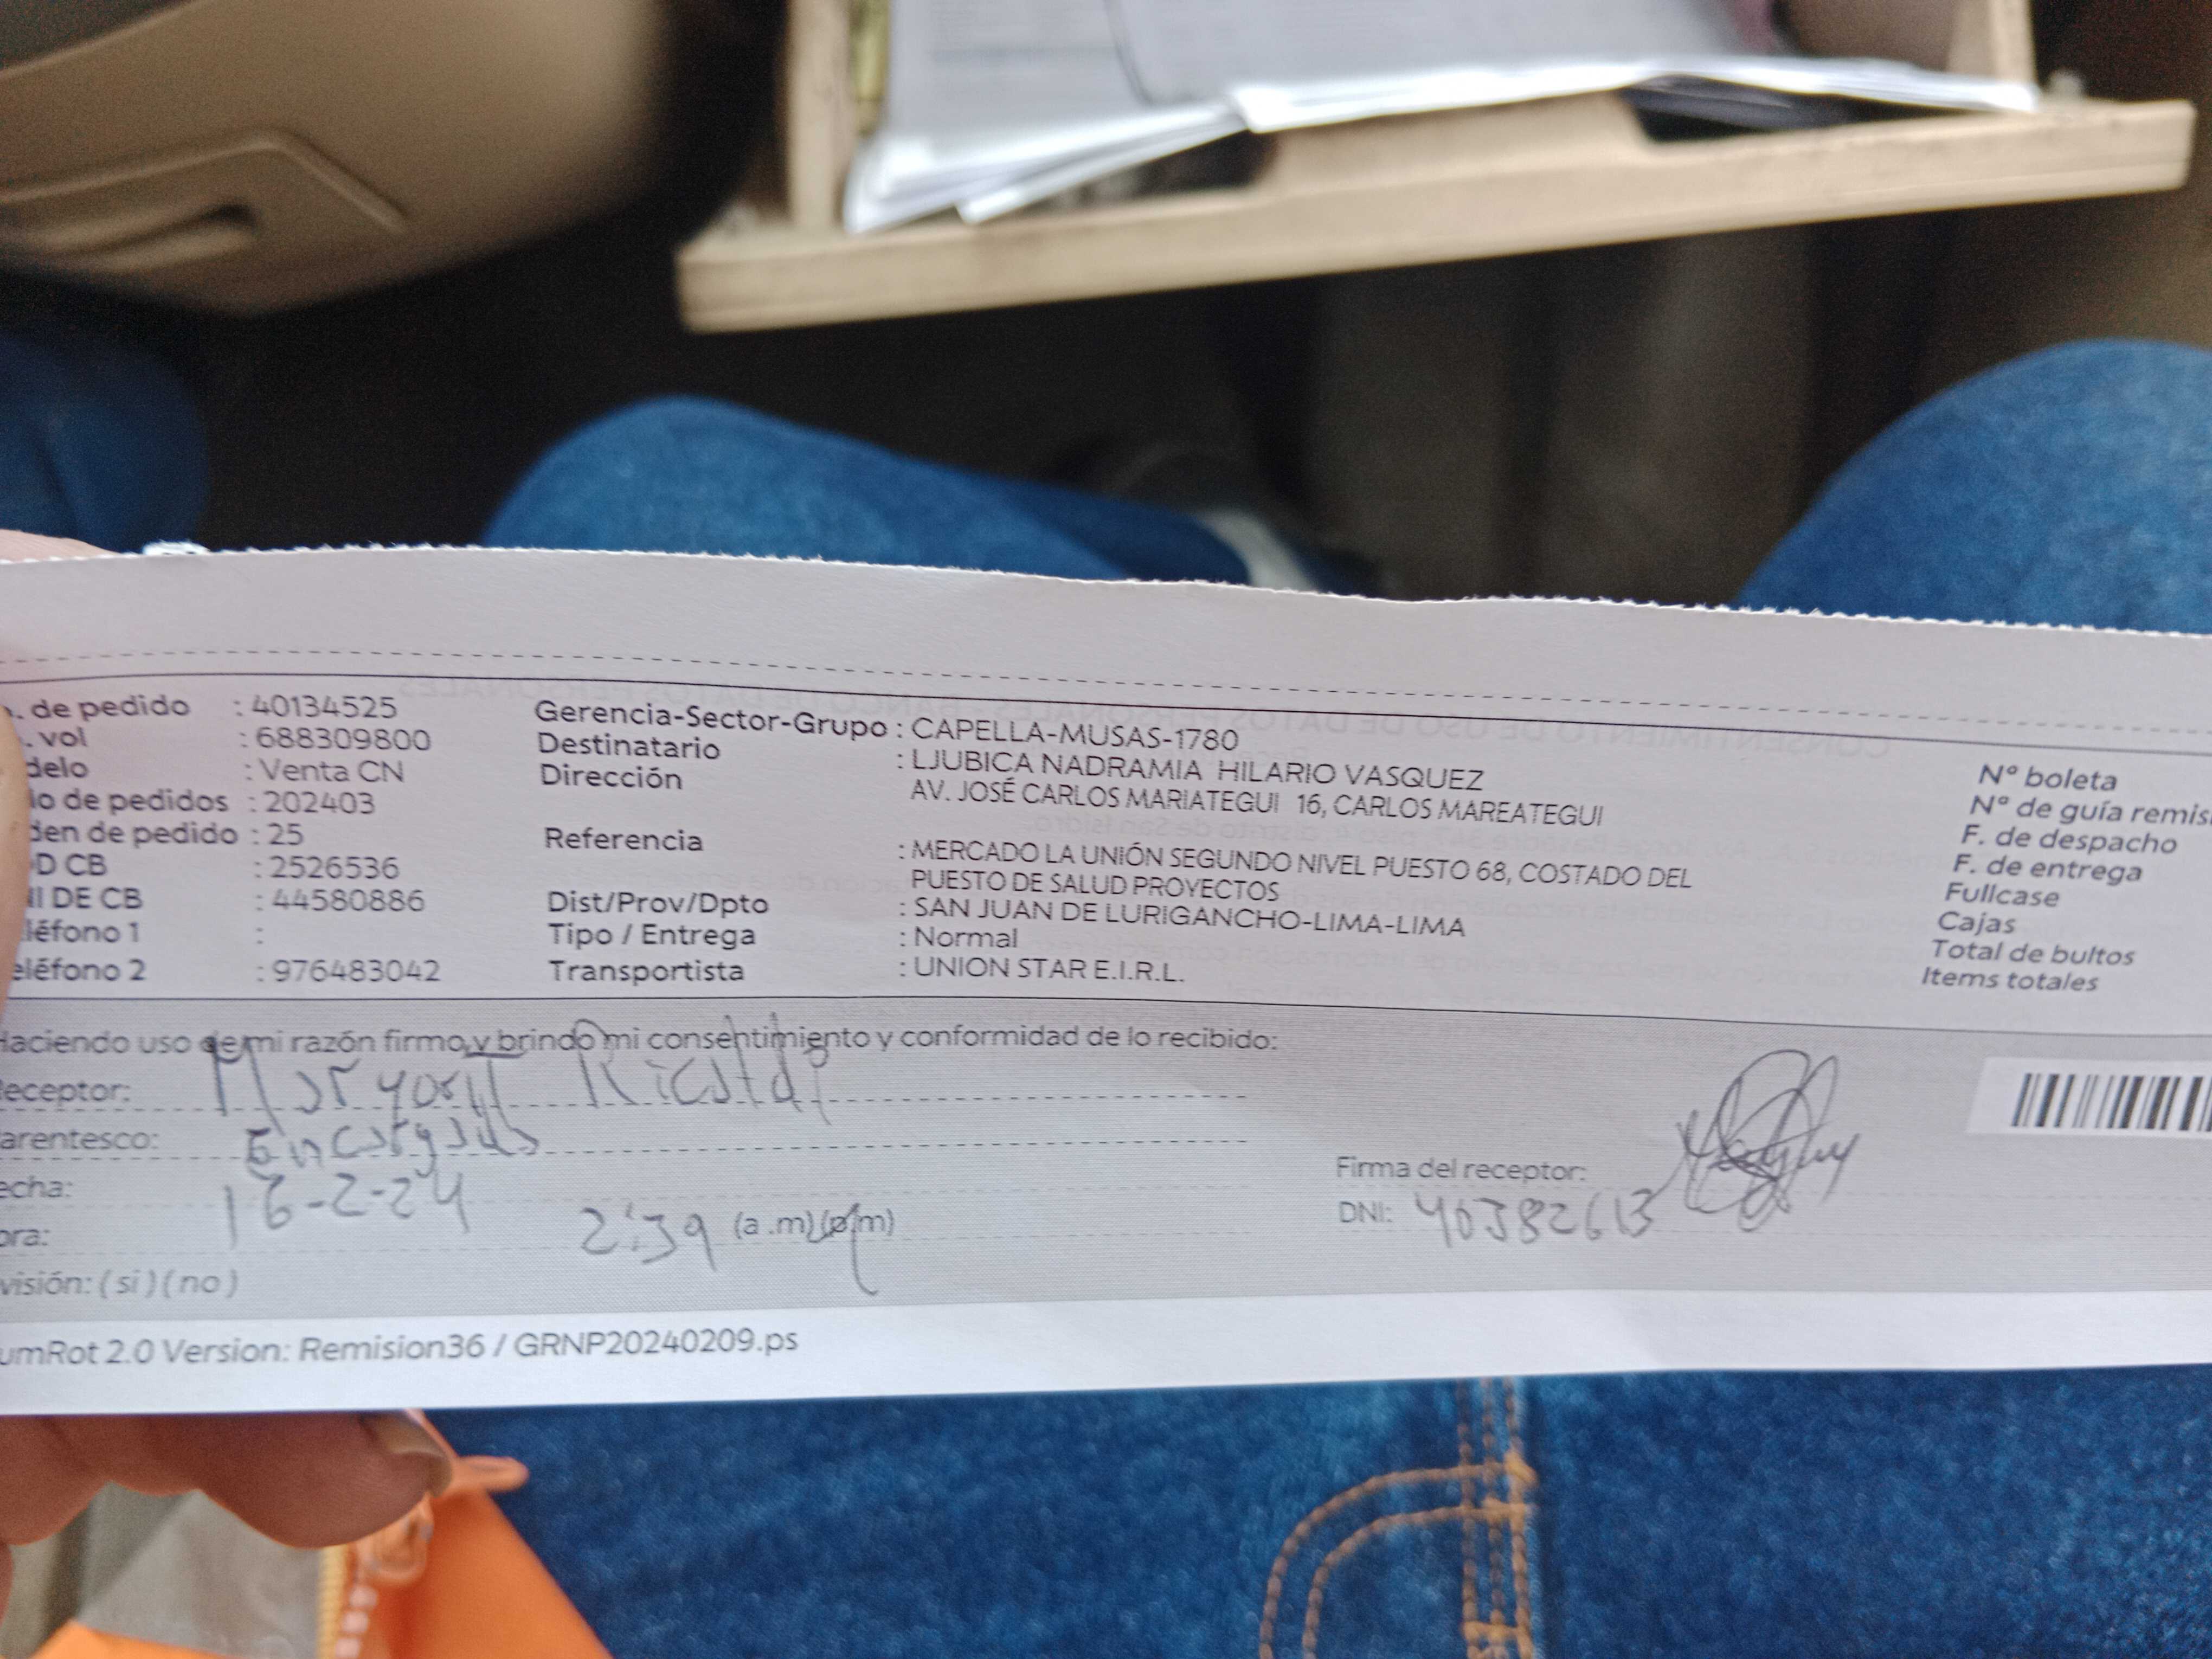 . de pedido : 40134525
. vol : 688309800
delo : Venta CN
lo de pedidos : 202403
den de pedido : 25
D CB : 2526536
NI DE CB : 44580886
léfono 1 :
eléfono 2 : 976483042
Gerencia-Sector-Grupo : CAPELLA-MUSAS-1780
Destinatario : LJUBICA NADRAMIA HILARIO VASQUEZ
Dirección AV. JOSÉ CARLOS MARIATEGUI 16, CARLOS MAREATEGUI
Referencia : MERCADO LA UNIÓN SEGUNDO NIVEL PUESTO 68, COSTADO DEL
PUESTO DE SALUD PROYECTOS
Dist/Prov/Dpto : SAN JUAN DE LURIGANCHO-LIMA-LIMA
Tipo / Entrega : Normal
Transportista : UNION STAR E.I.R.L.
N° boleta
N° de guía remis
F. de despacho
F. de entrega
Fullcase
Cajas
Total de bultos
Items totales
Haciendo uso de mi razón firmo y brindo mi consentimiento y conformidad de lo recibido:
Receptor:
arentesco:
echa: 16-2-24
ora: 2:39 (a .m) (p.m)
visión: ( si ) ( no )
Firma del receptor:
DNI: 40382613
umRot 2.0 Version: Remision36 / GRNP20240209.ps